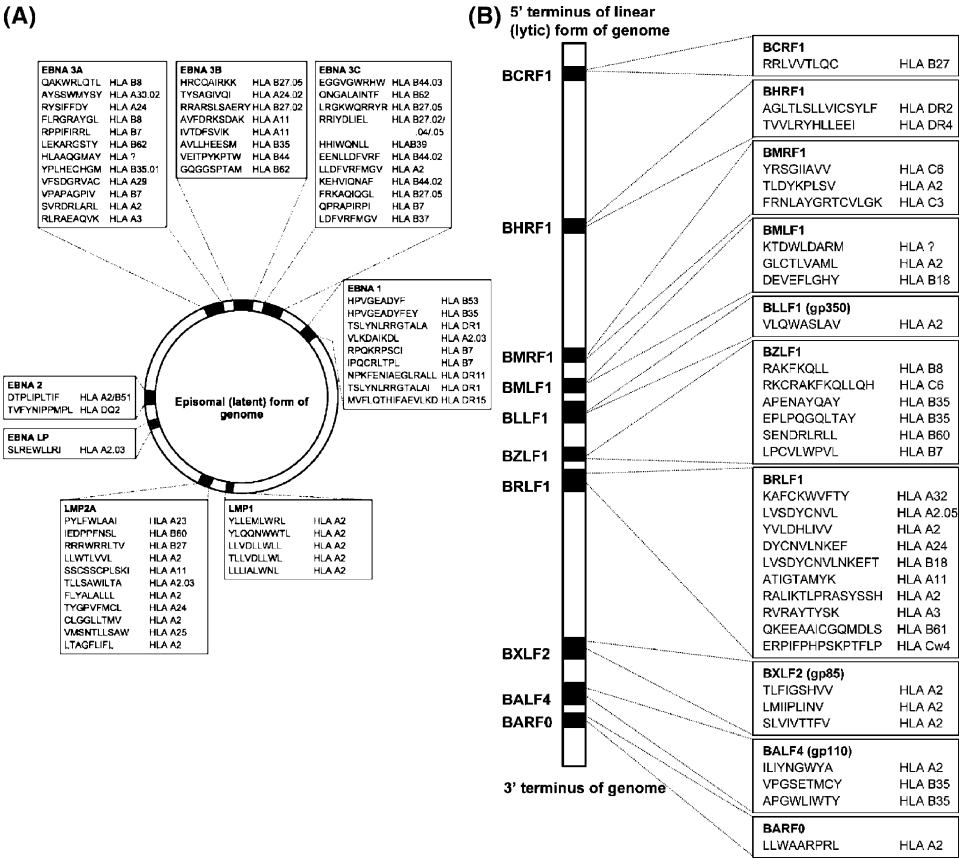 (A)
EBNA 3A
QAKWRLQTL HLA B8
AYSSWMYSY HLA A30.02
RYSIFFDY HLA A24
FLRGRAYGL HLA B8
RPPIFIRRL HLA B7
LEKARGSTY HLA B62
HLAAQGMAY HLA ?
YPLHECHGM HLA B35.01
VFSDGRVAC HLA A29
VPAPAGPIV HLA B7
SVRDRLARL HLA A2
RLRAEAQVK HLA A3
EBNA 3B
HRCQAIRKK HLA B27.05
TYSAGIVQI HLA A24.02
RRARSLSAERY HLA B27.02
AVFDRKSDAK HLA A11
IVTDFSVIK HLA A11
AVLLHEESM HLA B35
VEITPYKPTW HLA B44
GQGGSPTAM HLA B62
EBNA 3C
EGGVGWRHW HLA B44.03
QNGALAINTF HLA B62
LRGKWQRRYR HLA B27.05
RRIYDLIEL HLA B27.02/
.04/.05
HHIWQNLL HLAB39
EENLLDFVRF HLA B44.02
LLDFVRFMGV HLA A2
KEHVIQNAF HLA B44.02
FRKAQIQGL HLA B27.05
QPRAPIRPI HLA B7
LDFVRFMGV HLA B37
EBNA 1
HPVGEADYF HLA B53
HPVGEADYFEY HLA B35
TSLYNLRRGTALA HLA DR1
VLKDAIKDL HLA A2.03
RPQKRPSCI HLA B7
IPQCRLTPL HLA B7
NPKFENIAEGLRALL HLA DR11
TSLYNLRRGTALAI HLA DR1
MVFLQTHIFAEVLKD HLA DR15
EBNA 2
DTPLIPLTIF HLA A2/B51
TVFYNIPPMPL HLA DQ2
EBNA LP
SLREWLLRI HLA A2.03
Episomal (latent) form of
genome
LMP2A
PYLFWLAAI HLA A23
IEDPPFNSL HLA B60
RRRWRRLTV HLA B27
LLWTLVVL HLA A2
SSCSSCPLSKI HLA A11
TLLSAWILTA HLA A2.03
FLYALALLL HLA A2
TYGPVFMCL HLA A24
CLGGLLTMV HLA A2
VMSNTLLSAW HLA A25
LTAGFLIFL HLA A2
LMP1
YLLEMLWRL HLA A2
YLQQNWWTL HLA A2
LLVDLLWLL HLA A2
TLLVDLLWL HLA A2
LLLIALWNL HLA A2
(B)
5' terminus of linear
(lytic) form of genome
BCRF1
BHRF1
BMRF1
BMLF1
BLLF1
BZLF1
BRLF1
BXLF2
BALF4
BARF0
3' terminus of genome
BCRF1
RRLVVTLQC HLA B27
BHRF1
AGLTLSLLVICSYLF HLA DR2
TVVLRYHLLEEI HLA DR4
BMRF1
YRSGIIAVV HLA C6
TLDYKPLSV HLA A2
FRNLAYGRTCVLGK HLA C3
BMLF1
KTDWLDARM HLA ?
GLCTLVAML HLA A2
DEVEFLGHY HLA B18
BLLF1 (gp350)
VLQWASLAV HLA A2
BZLF1
RAKFKQLL HLA B8
RKCRAKFKQLLQH HLA C6
APENAYQAY HLA B35
EPLPQGQLTAY HLA B35
SENDRLRLL HLA B60
LPCVLWPVL HLA B7
BRLF1
KAFCKWVFTY HLA A32
LVSDYCNVL HLA A2.05
YVLDHLIVV HLA A2
DYCNVLNKEF HLA A24
LVSDYCNVLNKEFT HLA B18
ATIGTAMYK HLA A11
RALIKTLPRASYSSH HLA A2
RVRAYTYSK HLA A3
QKEEAAICGQMDLS HLA B61
ERPIFPHPSKPTFLP HLA Cw4
BXLF2 (gp85)
TLFIGSHVV HLA A2
LMIIPLINV HLA A2
SLVIVTTFV HLA A2
BALF4 (gp110)
ILIYNGWYA HLA A2
VPGSETMCY HLA B35
APGWLIWTY HLA B35
BARF0
LLWAARPRL HLA A2